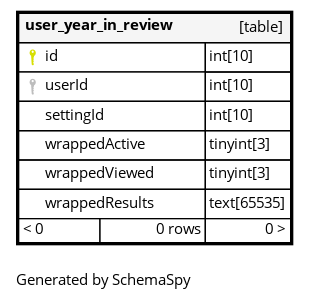 user_year_in_review [table]
id int[10]
userId int[10]
settingId int[10]
wrappedActive tinyint[3]
wrappedViewed tinyint[3]
wrappedResults text[65535]
< 0 0 rows 0 >
Generated by SchemaSpy